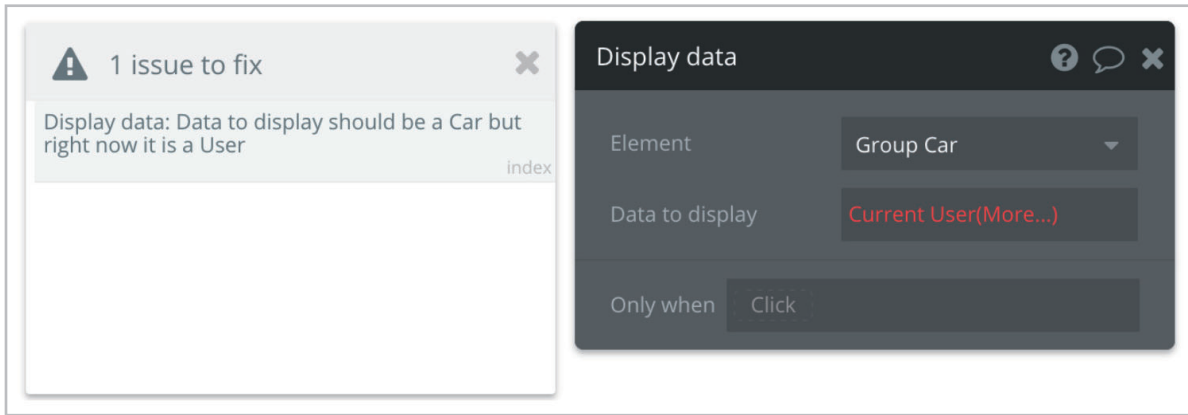 1 issue to fix
Display data: Data to display should be a Car but
right now it is a User
index
Display data
Element
Group Car
Data to display
Current User(More...)
Only when
Click